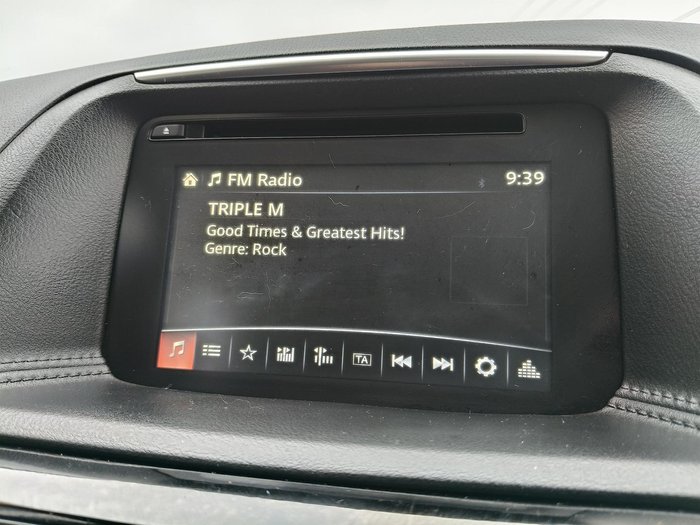 FM Radio 9:39
TRIPLE M
Good Times & Greatest Hits!
Genre: Rock
TA